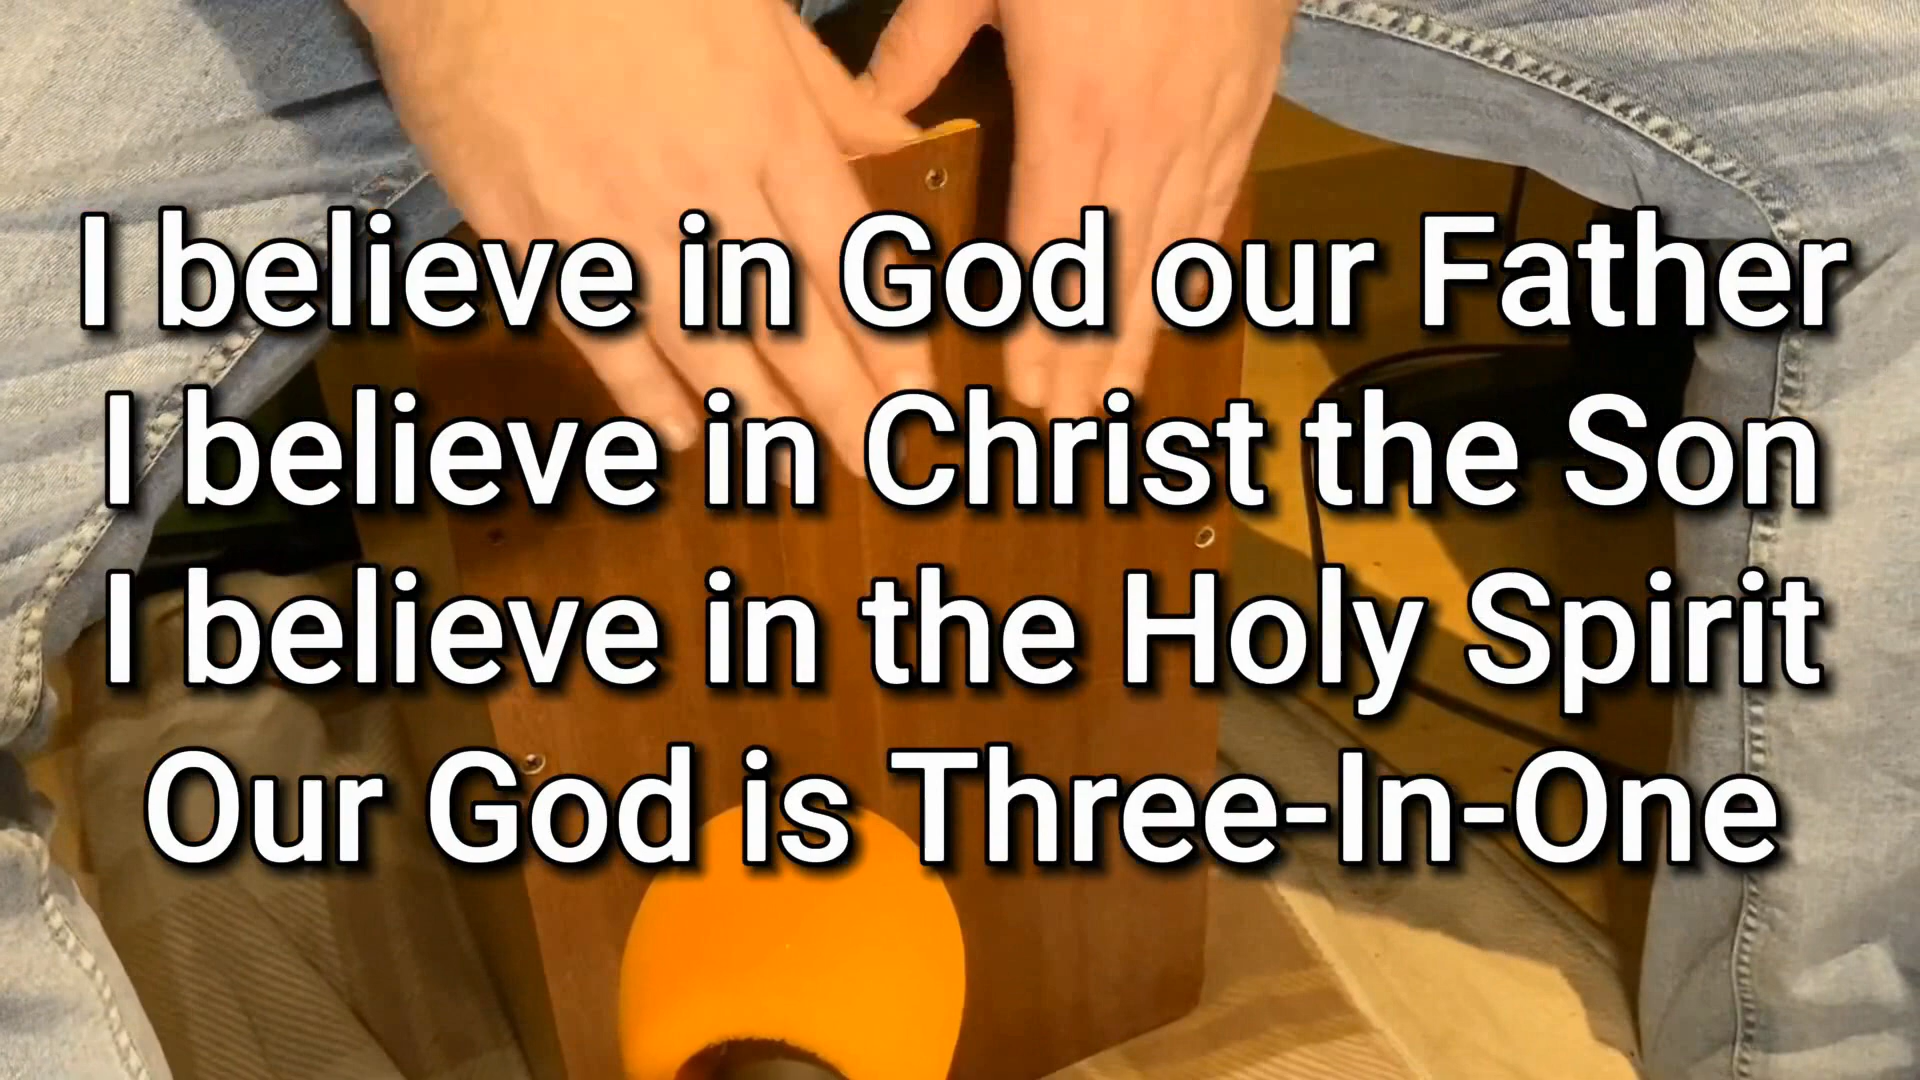 I believe in God our Father
I believe in Christ the Son
I believe in the Holy Spirit
Our God is Three-In-One